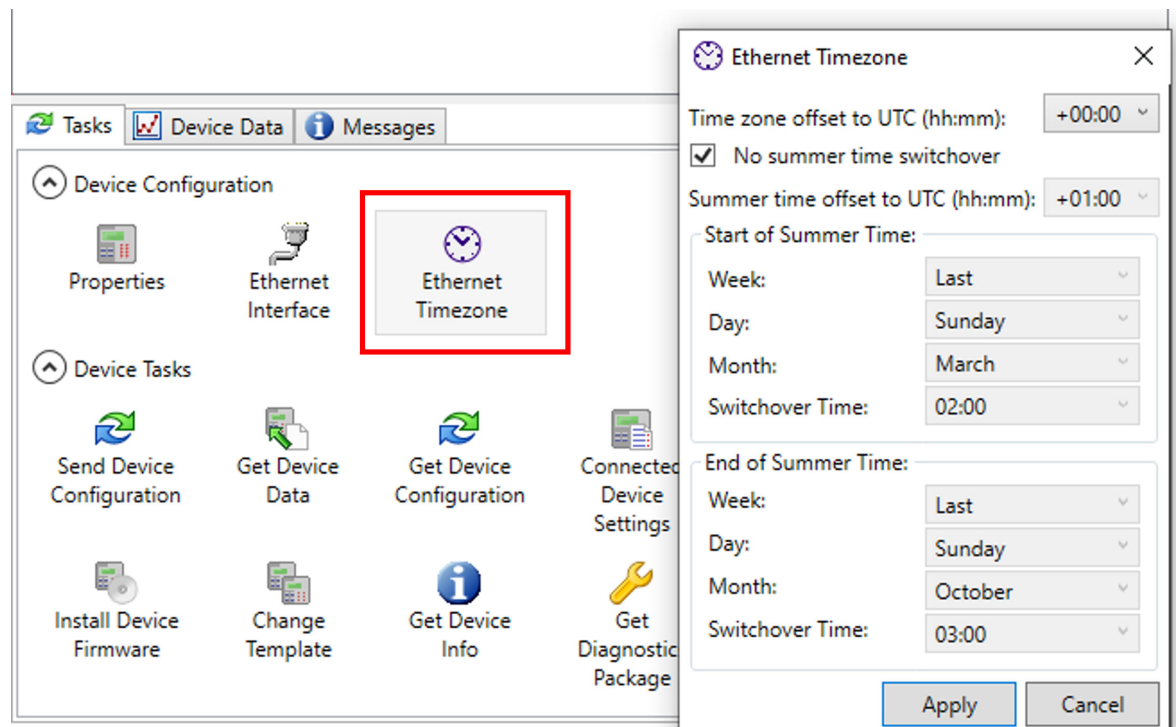 Tasks
Device Data
Messages
Device Configuration
Properties
Ethernet
Interface
Ethernet
Timezone
Device Tasks
Send Device
Configuration
Get Device
Data
Get Device
Configuration
Connected
Device
Settings
Install Device
Firmware
Change
Template
Get Device
Info
Get
Diagnostic
Package
Ethernet Timezone
Time zone offset to UTC (hh:mm): +00:00
No summer time switchover
Summer time offset to UTC (hh:mm): +01:00
Start of Summer Time:
Week: Last
Day: Sunday
Month: March
Switchover Time: 02:00
End of Summer Time:
Week: Last
Day: Sunday
Month: October
Switchover Time: 03:00
Apply Cancel